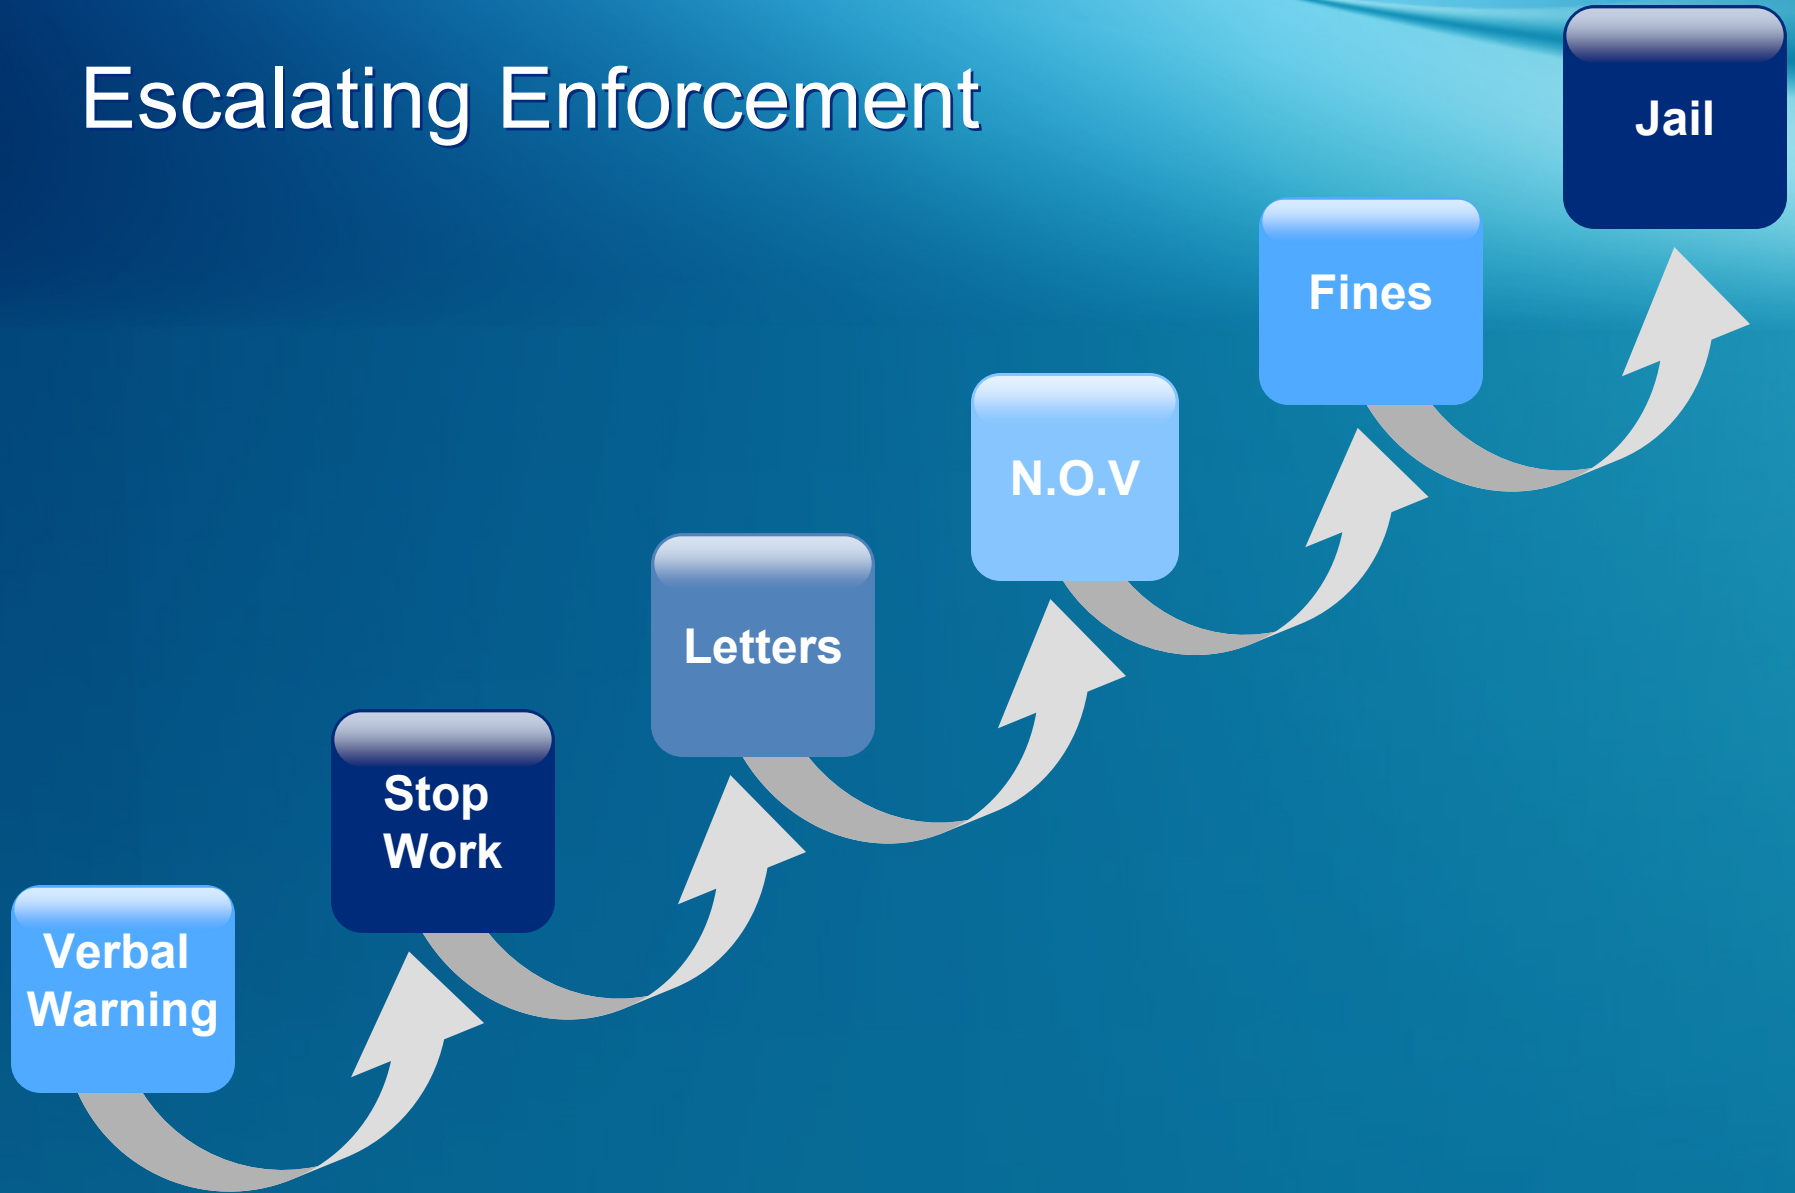 Escalating Enforcement
Jail
Fines
N.O.V
Letters
Stop
Work
Verbal
Warning